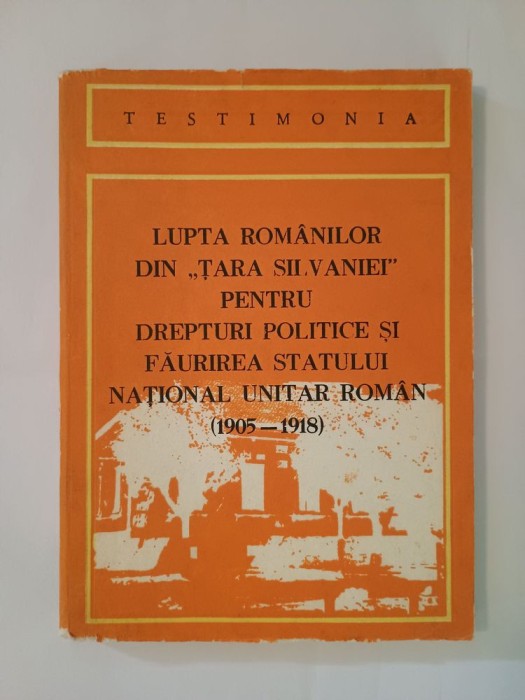 TESTIMONIA
LUPTA ROMÂNILOR
DIN „ȚARA SILVANIEI”
PENTRU
DREPTURI POLITICE ȘI
FĂURIREA STATULUI
NAȚIONAL UNITAR ROMÂN
(1905—1918)